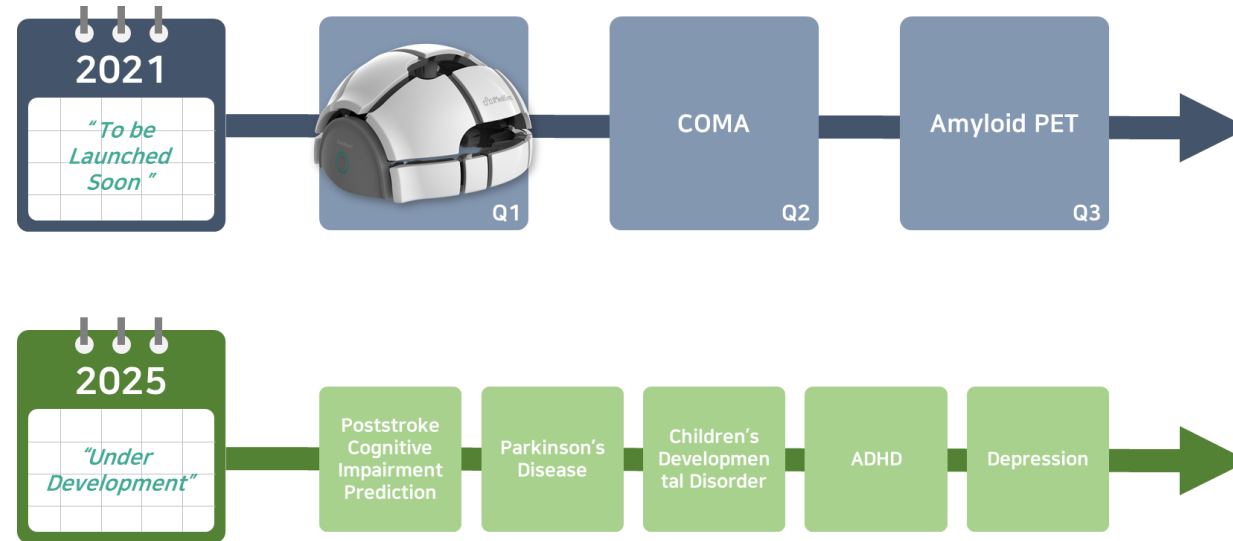 2021
“To be
Launched
Soon”
Q1
COMA
Q2
Amyloid PET
Q3
2025
“Under
Development”
Poststroke
Cognitive
Impairment
Prediction
Parkinson’s
Disease
Children’s
Developmen
tal Disorder
ADHD
Depression